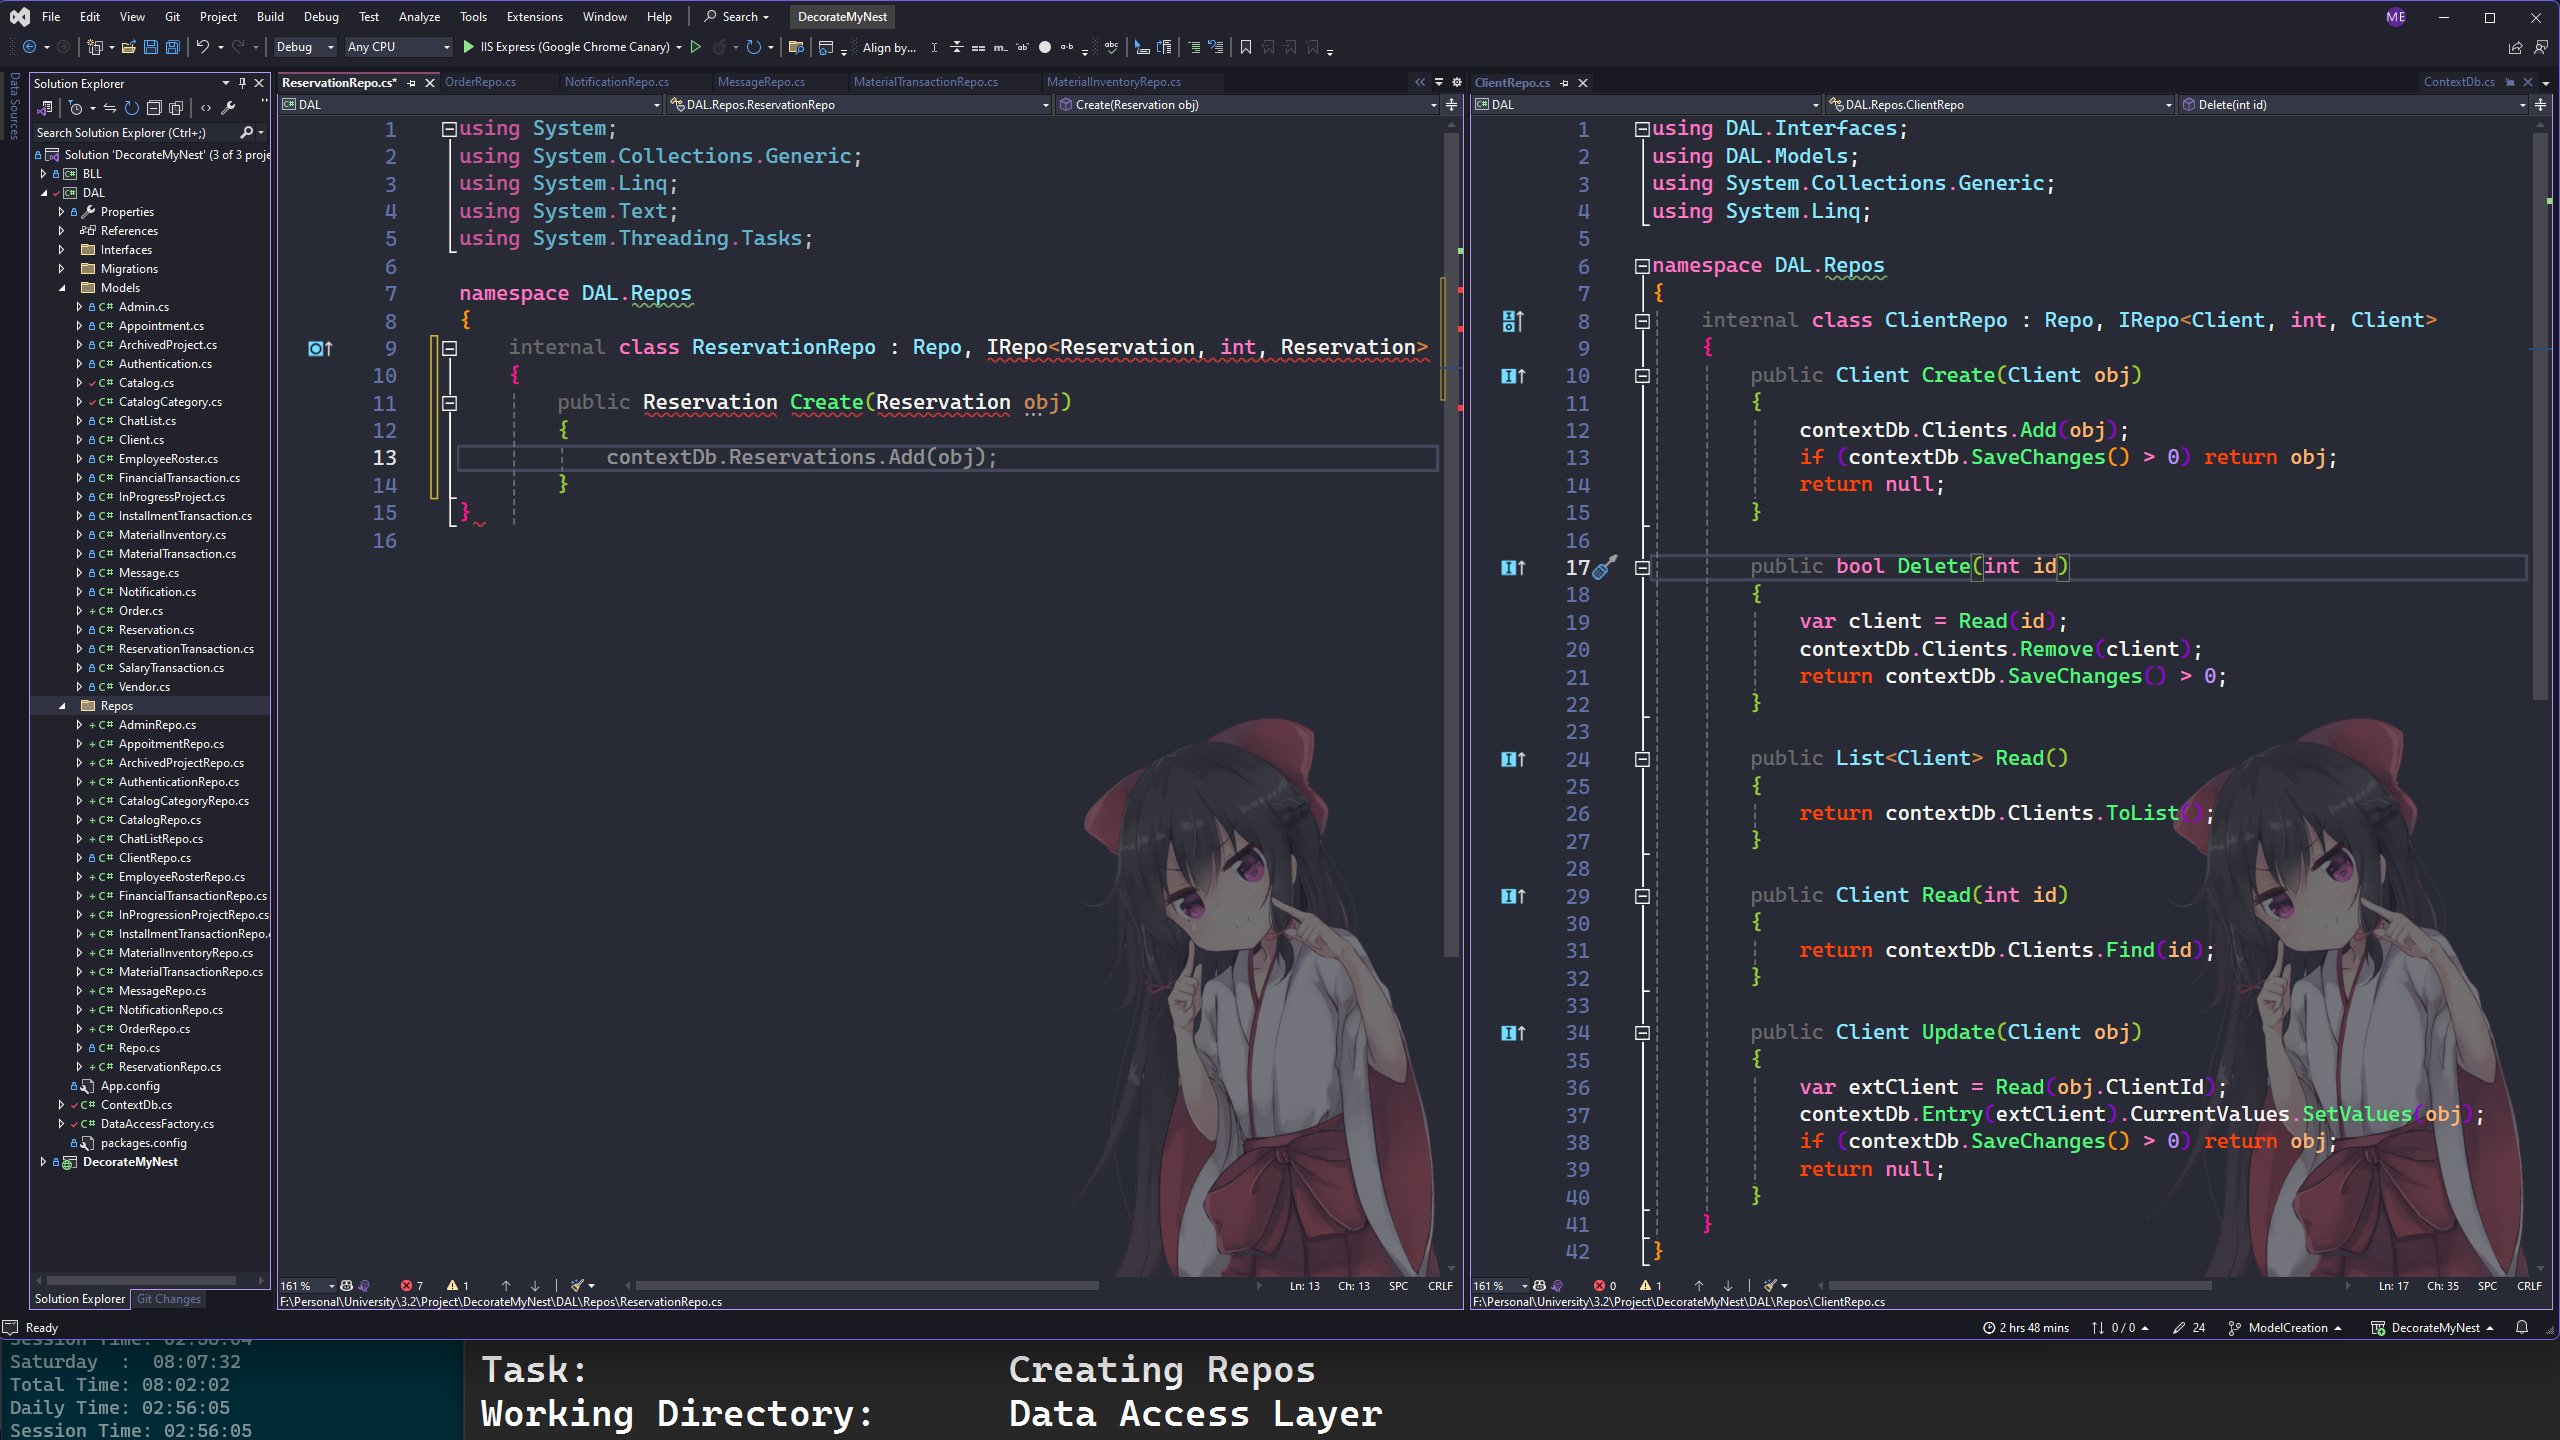 File Edit View Git Project Build Debug Test Analyze Tools Extensions Window Help Search DecorateMyNest ME
Debug Any CPU IIS Express (Google Chrome Canary) Align by...
Data Sources
Solution Explorer
Search Solution Explorer (Ctrl+;)
Solution 'DecorateMyNest' (3 of 3 proje
BLL
DAL
Properties
References
Interfaces
Migrations
Models
Admin.cs
Appointment.cs
ArchivedProject.cs
Authentication.cs
Catalog.cs
CatalogCategory.cs
ChatList.cs
Client.cs
EmployeeRoster.cs
FinancialTransaction.cs
InProgressProject.cs
InstallmentTransaction.cs
MaterialInventory.cs
MaterialTransaction.cs
Message.cs
Notification.cs
Order.cs
Reservation.cs
ReservationTransaction.cs
SalaryTransaction.cs
Vendor.cs
Repos
AdminRepo.cs
AppoitmentRepo.cs
ArchivedProjectRepo.cs
AuthenticationRepo.cs
CatalogCategoryRepo.cs
CatalogRepo.cs
ChatListRepo.cs
ClientRepo.cs
EmployeeRosterRepo.cs
FinancialTransactionRepo.cs
InProgressionProjectRepo.cs
InstallmentTransactionRepo.
MaterialInventoryRepo.cs
MaterialTransactionRepo.cs
MessageRepo.cs
NotificationRepo.cs
OrderRepo.cs
Repo.cs
ReservationRepo.cs
App.config
ContextDb.cs
DataAccessFactory.cs
packages.config
DecorateMyNest
Solution Explorer Git Changes
ReservationRepo.cs* OrderRepo.cs NotificationRepo.cs MessageRepo.cs MaterialTransactionRepo.cs MaterialInventoryRepo.cs
DAL DAL.Repos.ReservationRepo Create(Reservation obj)
1 using System;
2 using System.Collections.Generic;
3 using System.Linq;
4 using System.Text;
5 using System.Threading.Tasks;
6
7 namespace DAL.Repos
8 {
9 internal class ReservationRepo : Repo, IRepo<Reservation, int, Reservation>
10 {
11 public Reservation Create(Reservation obj)
12 {
13 contextDb.Reservations.Add(obj);
14 }
15 }
16
161 % 7 1 Ln: 13 Ch: 13 SPC CRLF
F:\Personal\University\3.2\Project\DecorateMyNest\DAL\Repos\ReservationRepo.cs
ClientRepo.cs ContextDb.cs
DAL DAL.Repos.ClientRepo Delete(int id)
1 using DAL.Interfaces;
2 using DAL.Models;
3 using System.Collections.Generic;
4 using System.Linq;
5
6 namespace DAL.Repos
7 {
8 internal class ClientRepo : Repo, IRepo<Client, int, Client>
9 {
10 public Client Create(Client obj)
11 {
12 contextDb.Clients.Add(obj);
13 if (contextDb.SaveChanges() > 0) return obj;
14 return null;
15 }
16
17 public bool Delete(int id)
18 {
19 var client = Read(id);
20 contextDb.Clients.Remove(client);
21 return contextDb.SaveChanges() > 0;
22 }
23
24 public List<Client> Read()
25 {
26 return contextDb.Clients.ToList();
27 }
28
29 public Client Read(int id)
30 {
31 return contextDb.Clients.Find(id);
32 }
33
34 public Client Update(Client obj)
35 {
36 var extClient = Read(obj.ClientId);
37 contextDb.Entry(extClient).CurrentValues.SetValues(obj);
38 if (contextDb.SaveChanges() > 0) return obj;
39 return null;
40 }
41 }
42 }
161 % 0 1 Ln: 17 Ch: 35 SPC CRLF
F:\Personal\University\3.2\Project\DecorateMyNest\DAL\Repos\ClientRepo.cs
Ready 2 hrs 48 mins 0 / 0 24 ModelCreation DecorateMyNest
Saturday : 08:07:32
Total Time: 08:02:02
Daily Time: 02:56:05
Session Time: 02:56:05
Task: Creating Repos
Working Directory: Data Access Layer